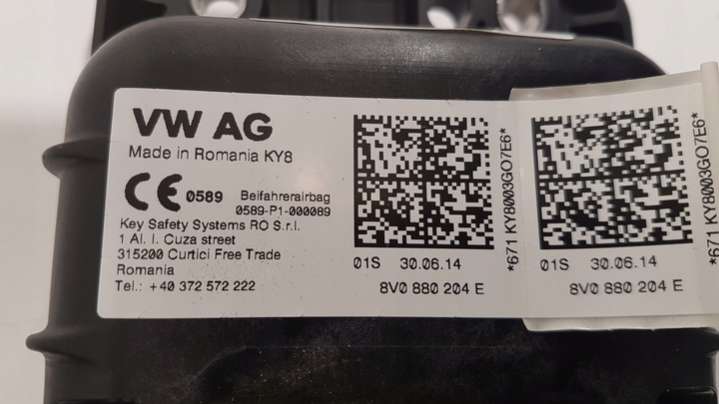 VW AG
Made in Romania KY8
CE 0589 Beifahrerairbag
0589-P1-000089
Key Safety Systems RO S.r.l.
1 Al. I. Cuza street
315200 Curtici Free Trade
Romania
Tel.: +40 372 572 222
01S 30.06.14
8V0 880 204 E
*671 KY8003GO7E6*
01S 30.06.14
8V0 880 204 E
*671 KY8003GO7E6*